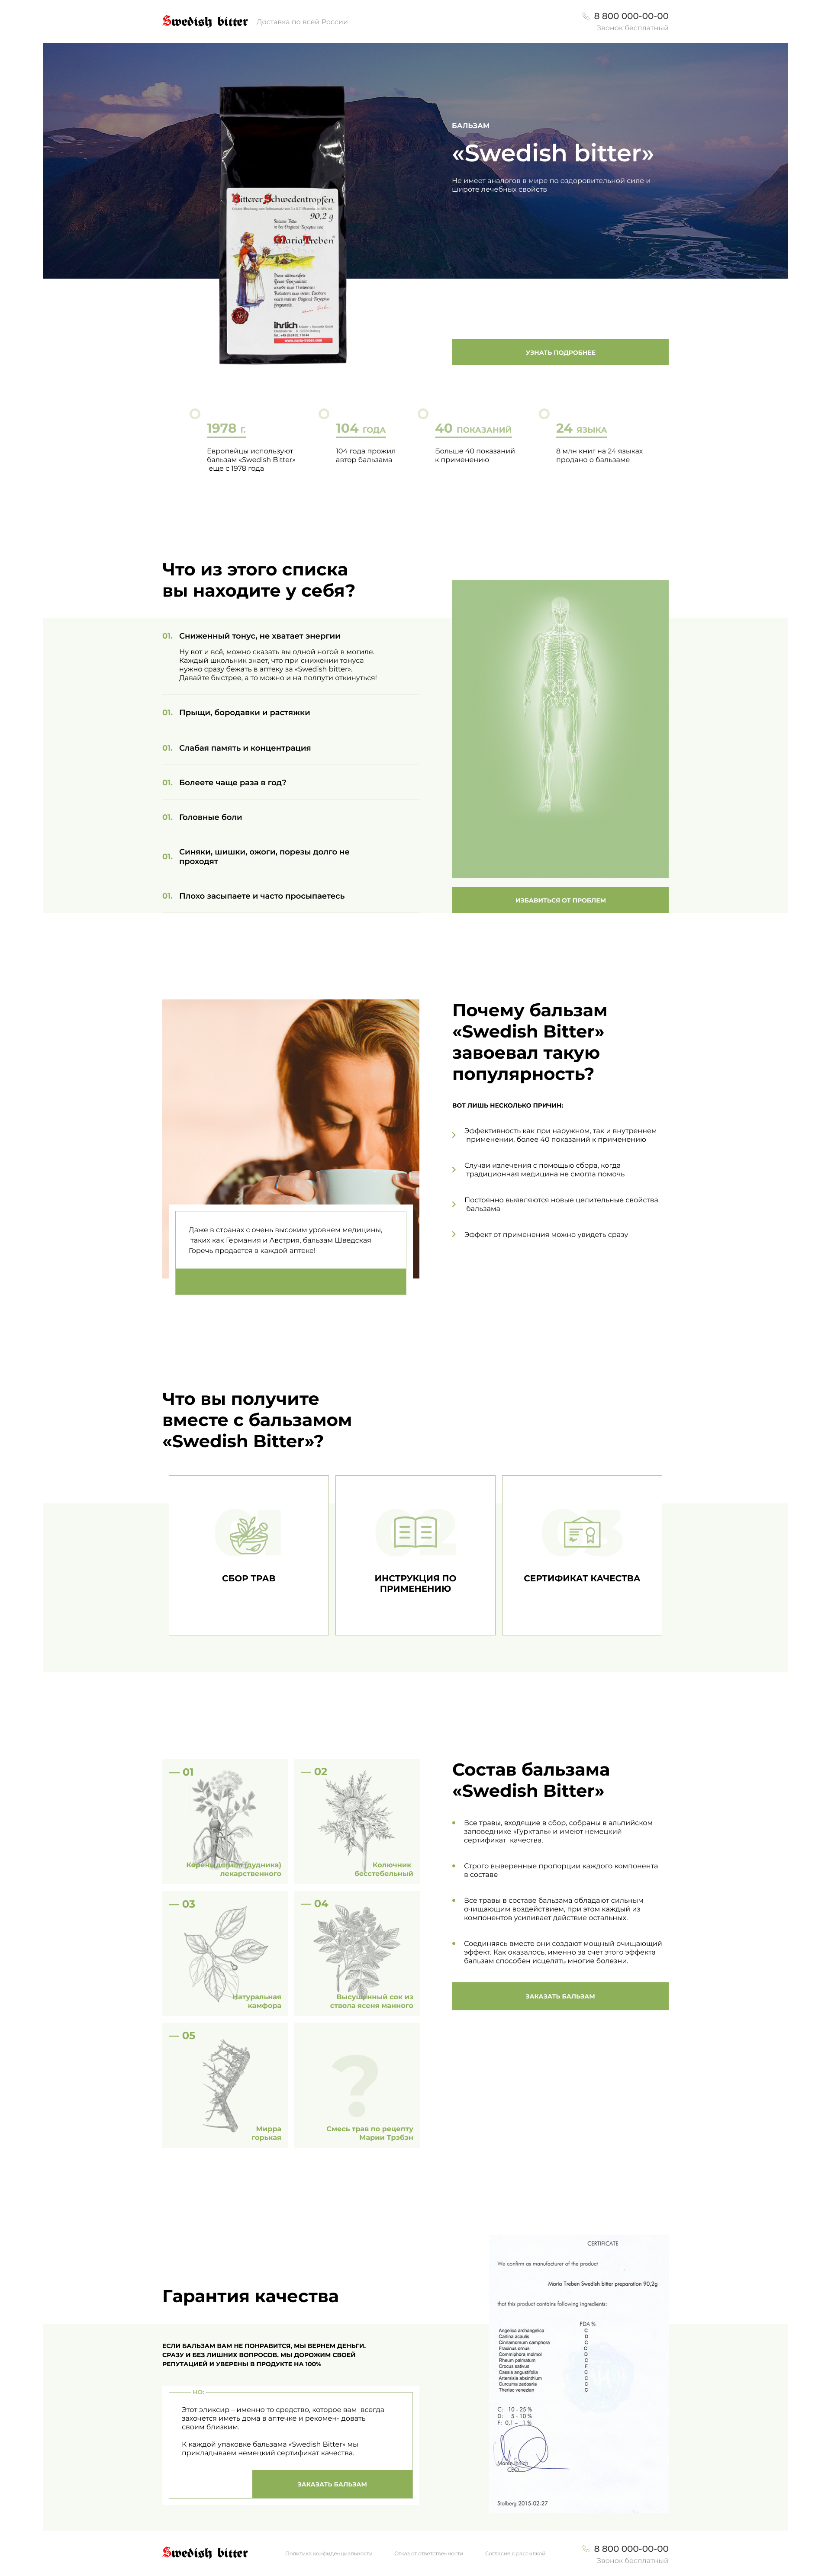 Swedish bitter
Доставка по всей России
8 800 000-00-00
Звонок бесплатный
Bitterer Schwedentropfen
90,2 g
Maria Treben
ihrlich
БАЛЬЗАМ
«Swedish bitter»
Не имеет аналогов в мире по оздоровительной силе и
широте лечебных свойств
УЗНАТЬ ПОДРОБНЕЕ
1978 Г.
Европейцы используют
бальзам «Swedish Bitter»
еще с 1978 года
104 ГОДА
104 года прожил
автор бальзама
40 ПОКАЗАНИЙ
Больше 40 показаний
к применению
24 ЯЗЫКА
8 млн книг на 24 языках
продано о бальзаме
Что из этого списка
вы находите у себя?
01. Сниженный тонус, не хватает энергии
Ну вот и всё, можно сказать вы одной ногой в могиле.
Каждый школьник знает, что при снижении тонуса
нужно сразу бежать в аптеку за «Swedish bitter».
Давайте быстрее, а то можно и на полпути откинуться!
01. Прыщи, бородавки и растяжки
01. Слабая память и концентрация
01. Болеете чаще раза в год?
01. Головные боли
01. Синяки, шишки, ожоги, порезы долго не
проходят
01. Плохо засыпаете и часто просыпаетесь
ИЗБАВИТЬСЯ ОТ ПРОБЛЕМ
Даже в странах с очень высоким уровнем медицины,
таких как Германия и Австрия, бальзам Шведская
Горечь продается в каждой аптеке!
Почему бальзам
«Swedish Bitter»
завоевал такую
популярность?
ВОТ ЛИШЬ НЕСКОЛЬКО ПРИЧИН:
Эффективность как при наружном, так и внутреннем
применении, более 40 показаний к применению
Случаи излечения с помощью сбора, когда
традиционная медицина не смогла помочь
Постоянно выявляются новые целительные свойства
бальзама
Эффект от применения можно увидеть сразу
Что вы получите
вместе с бальзамом
«Swedish Bitter»?
01
СБОР ТРАВ
02
ИНСТРУКЦИЯ ПО
ПРИМЕНЕНИЮ
03
СЕРТИФИКАТ КАЧЕСТВА
— 01
Корень дягиля (дудника)
лекарственного
— 02
Колючник
бесстебельный
— 03
Натуральная
камфора
— 04
Высушенный сок из
ствола ясеня манного
— 05
Мирра
горькая
?
Смесь трав по рецепту
Марии Трэбэн
Состав бальзама
«Swedish Bitter»
Все травы, входящие в сбор, собраны в альпийском
заповеднике «Гуркталь» и имеют немецкий
сертификат качества.
Строго выверенные пропорции каждого компонента
в составе
Все травы в составе бальзама обладают сильным
очищающим воздействием, при этом каждый из
компонентов усиливает действие остальных.
Соединяясь вместе они создают мощный очищающий
эффект. Как оказалось, именно за счет этого эффекта
бальзам способен исцелять многие болезни.
ЗАКАЗАТЬ БАЛЬЗАМ
Гарантия качества
ЕСЛИ БАЛЬЗАМ ВАМ НЕ ПОНРАВИТСЯ, МЫ ВЕРНЕМ ДЕНЬГИ.
СРАЗУ И БЕЗ ЛИШНИХ ВОПРОСОВ. МЫ ДОРОЖИМ СВОЕЙ
РЕПУТАЦИЕЙ И УВЕРЕНЫ В ПРОДУКТЕ НА 100%
НО:
Этот эликсир – именно то средство, которое вам всегда
захочется иметь дома в аптечке и рекомен- довать
своим близким.
К каждой упаковке бальзама «Swedish Bitter» мы
прикладываем немецкий сертификат качества.
ЗАКАЗАТЬ БАЛЬЗАМ
CERTIFICATE
We confirm as manufacturer of the product
Maria Treben Swedish bitter preparation 90,2g
that this product contains following ingredients:
FDA %
Angelica archangelica C
Carlina acaulis D
Cinnamomum camphora C
Fraxinus ornus C
Commiphora molmol D
Rheum palmatum C
Crocus sativus F
Cassia angustifolia C
Artemisia absinthium C
Curcuma zedoaria C
Theriac venezian C
C: 10 - 25 %
D: 5 - 10 %
F: 0,1 – 1 %
CEO
Stolberg 2015-02-27
Swedish bitter
Политика конфиденциальности
Отказ от ответственности
Согласие с рассылкой
8 800 000-00-00
Звонок бесплатный